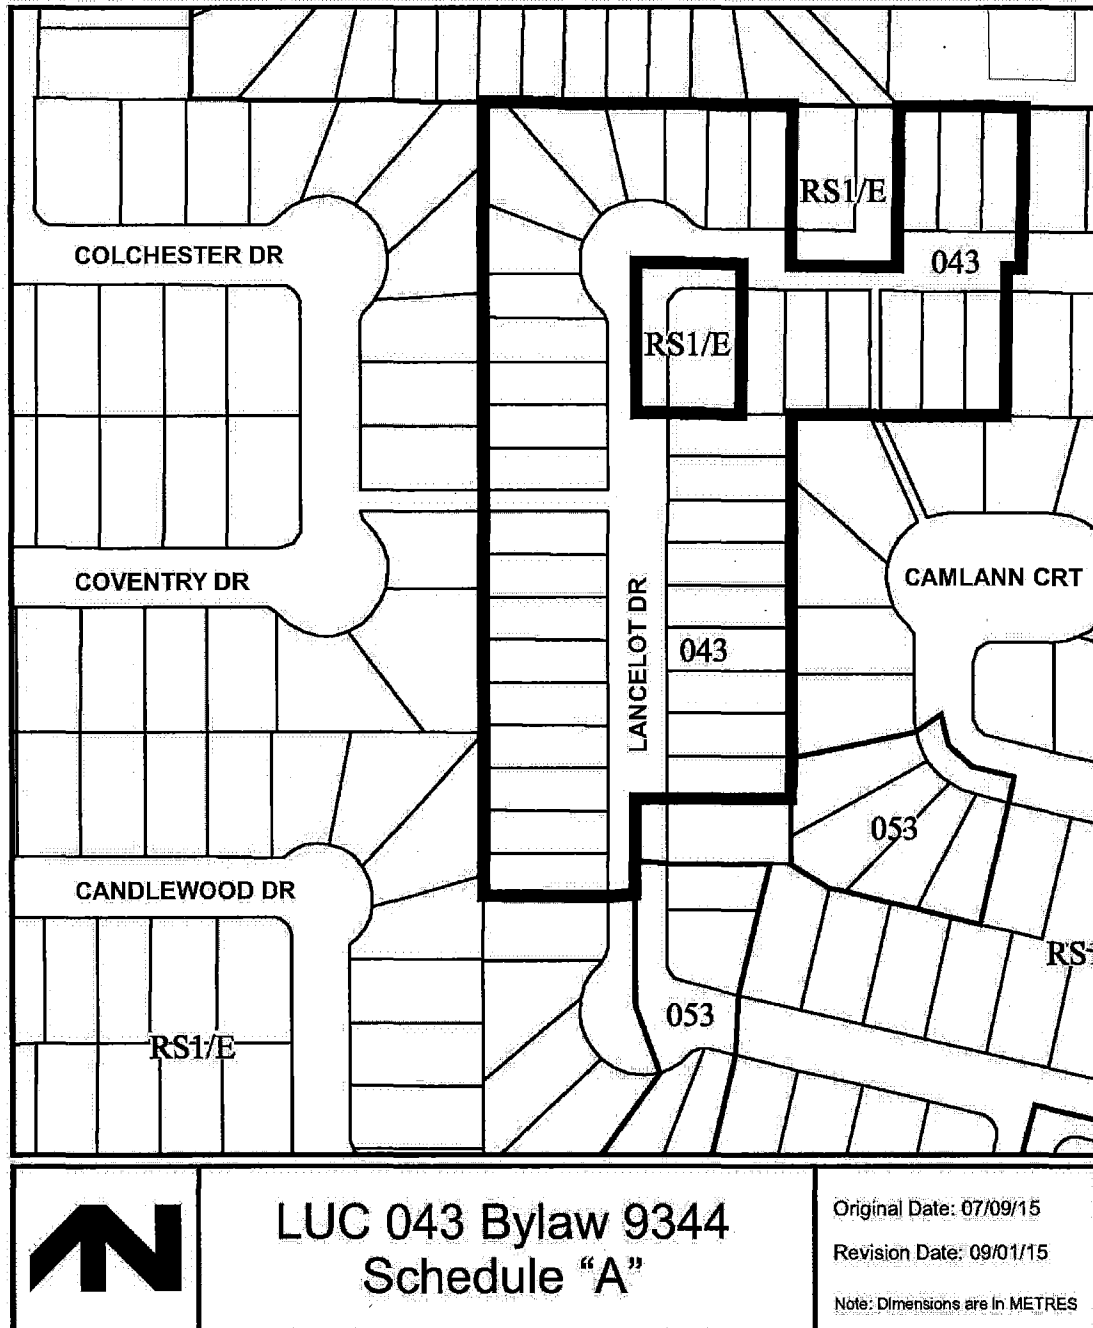 RS1/E
COLCHESTER DR
043
RS1/E
COVENTRY DR
CAMLANN CRT
LANCELOT DR
043
053
CANDLEWOOD DR
RS1
053
RS1/E
LUC 043 Bylaw 9344
Schedule “A”
Original Date: 07/09/15
Revision Date: 09/01/15
Note: Dimensions are in METRES